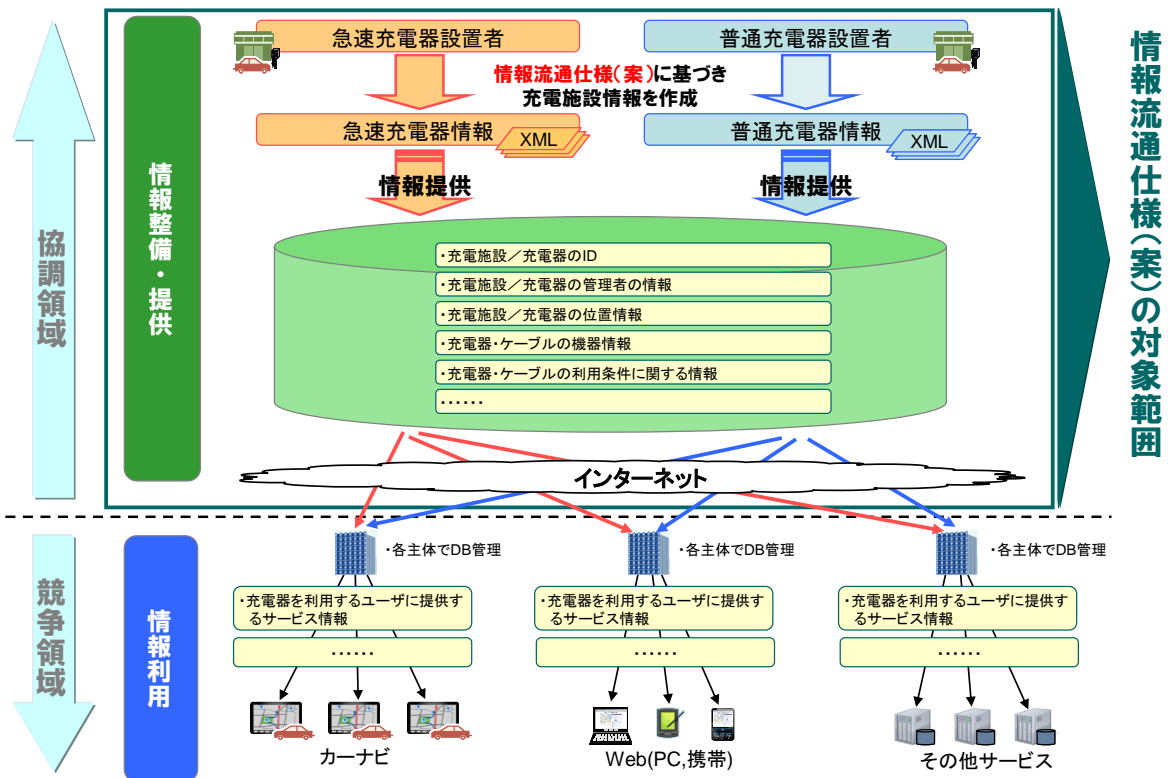 急速充電器設置者
普通充電器設置者
情報流通仕様(案)に基づき
充電施設情報を作成
急速充電器情報
XML
普通充電器情報
XML
情報提供
情報提供
・充電施設／充電器のID
・充電施設／充電器の管理者の情報
・充電施設／充電器の位置情報
・充電器・ケーブルの機器情報
・充電器・ケーブルの利用条件に関する情報
・・・・・・
インターネット
協調領域
情報整備・提供
情報流通仕様(案)の対象範囲
競争領域
情報利用
・各主体でDB管理
・各主体でDB管理
・各主体でDB管理
・充電器を利用するユーザに提供す
るサービス情報
・・・・・・
・充電器を利用するユーザに提供す
るサービス情報
・・・・・・
・充電器を利用するユーザに提供す
るサービス情報
・・・・・・
カーナビ
Web(PC,携帯)
その他サービス